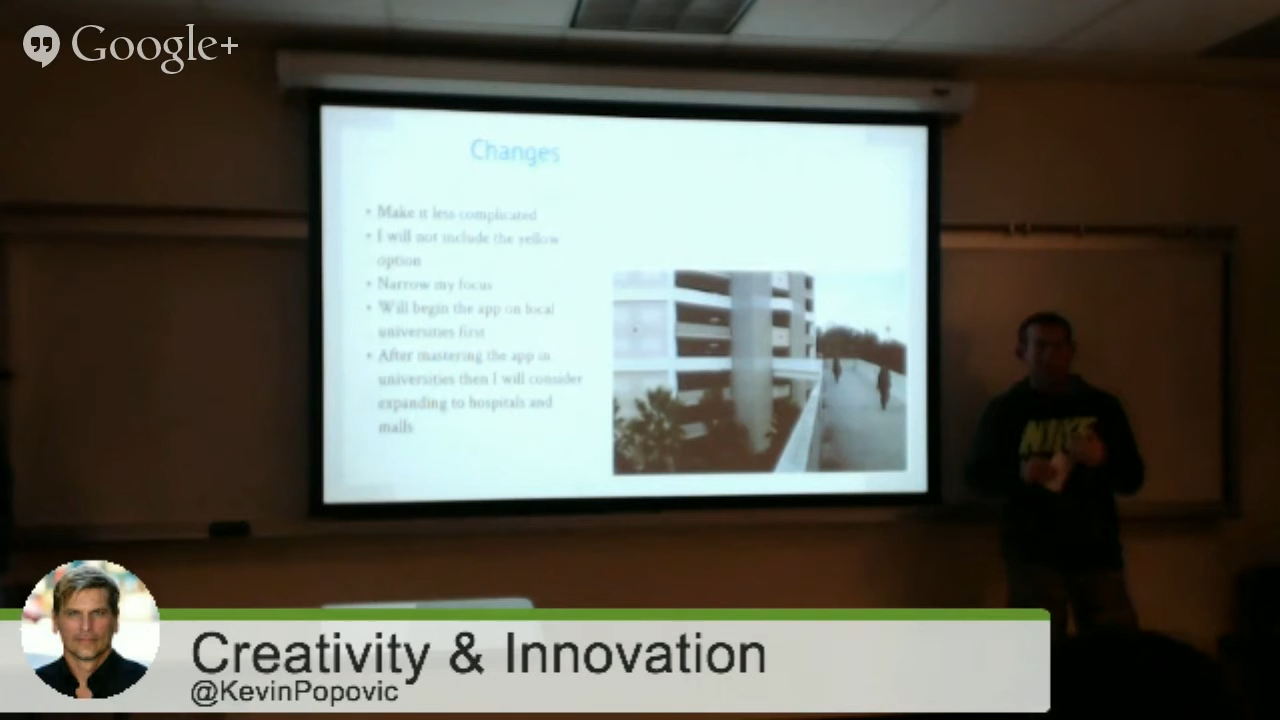 Google+
Changes
• Make it less complicated
• I will not include the yellow
option
• Narrow my focus
• Will begin the app on local
universities first
• After mastering the app in
universities then I will consider
expanding to hospitals and
malls
NIKE
Creativity & Innovation
@KevinPopovic